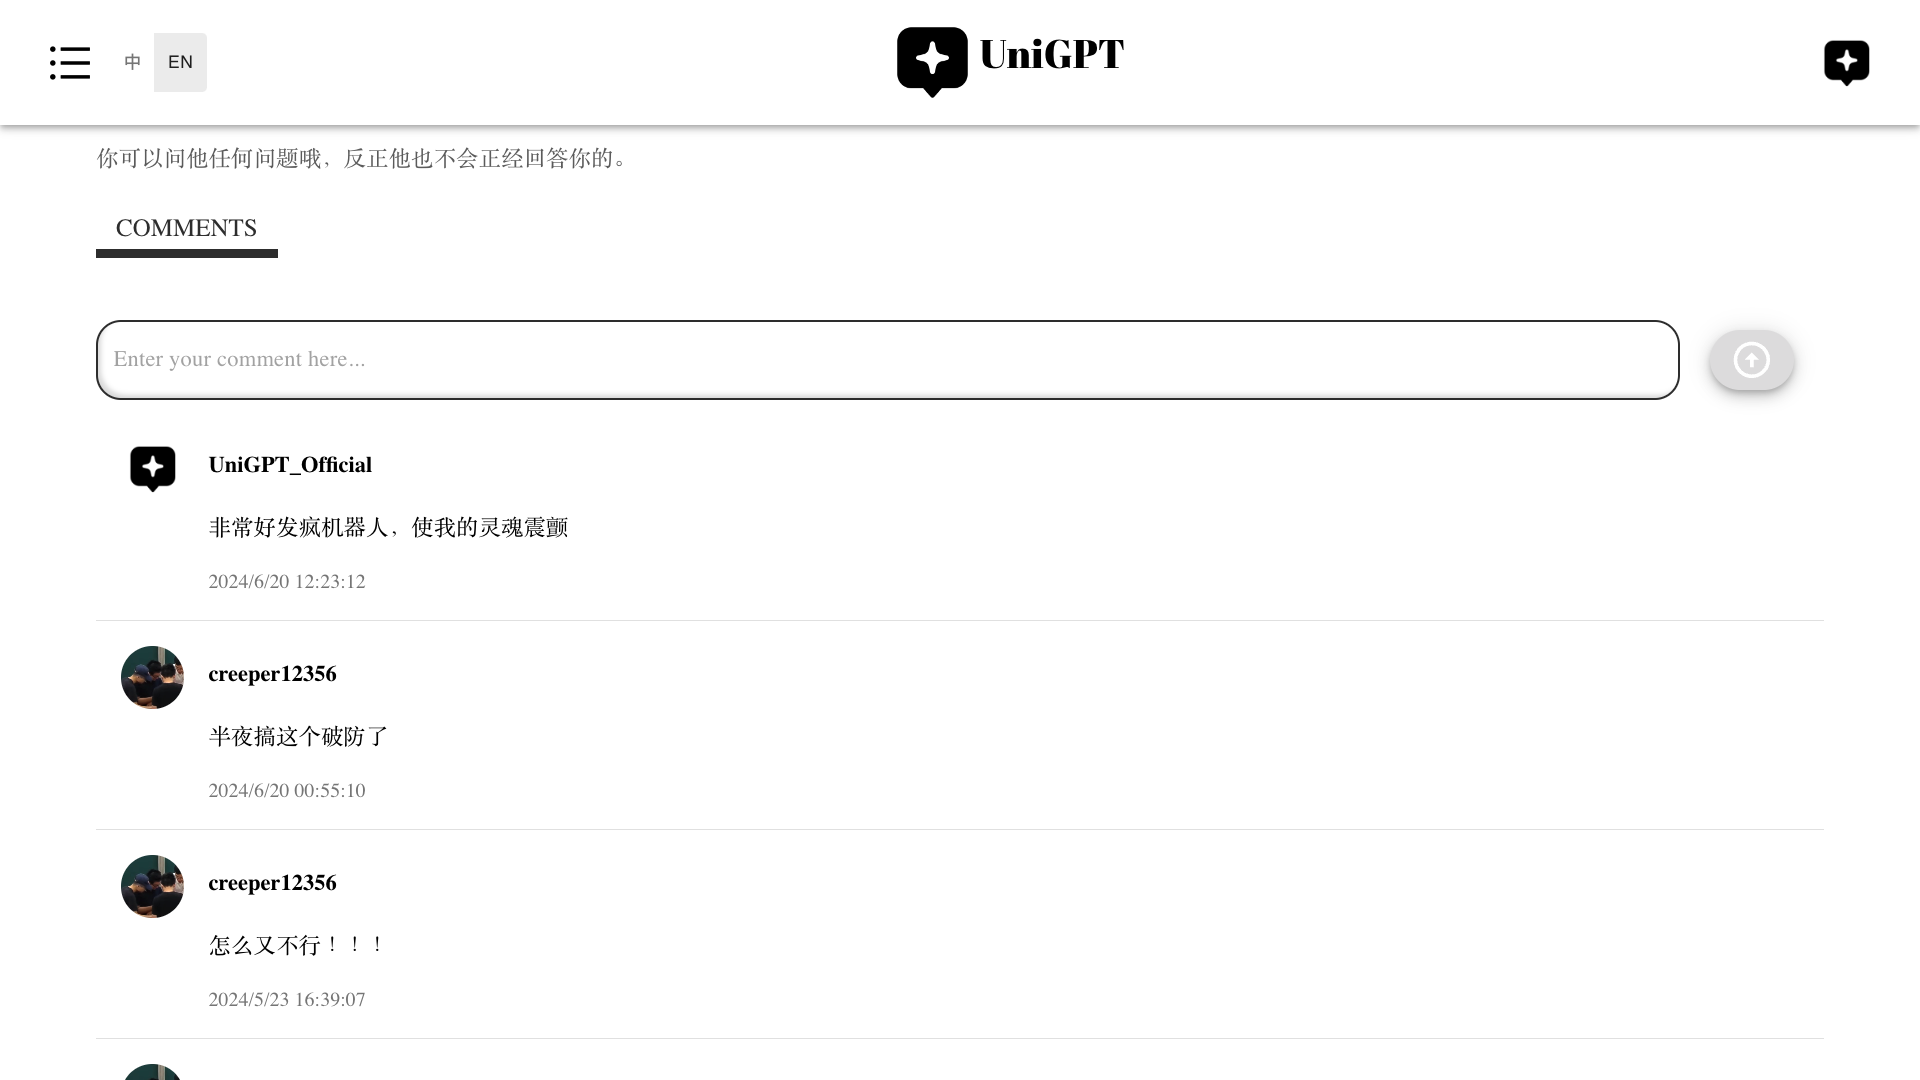 中 EN
UniGPT
你可以问他任何问题哦，反正他也不会正经回答你的。
COMMENTS
Enter your comment here...
UniGPT_Official
非常好发疯机器人，使我的灵魂震颤
2024/6/20 12:23:12
creeper12356
半夜搞这个破防了
2024/6/20 00:55:10
creeper12356
怎么又不行！！！
2024/5/23 16:39:07